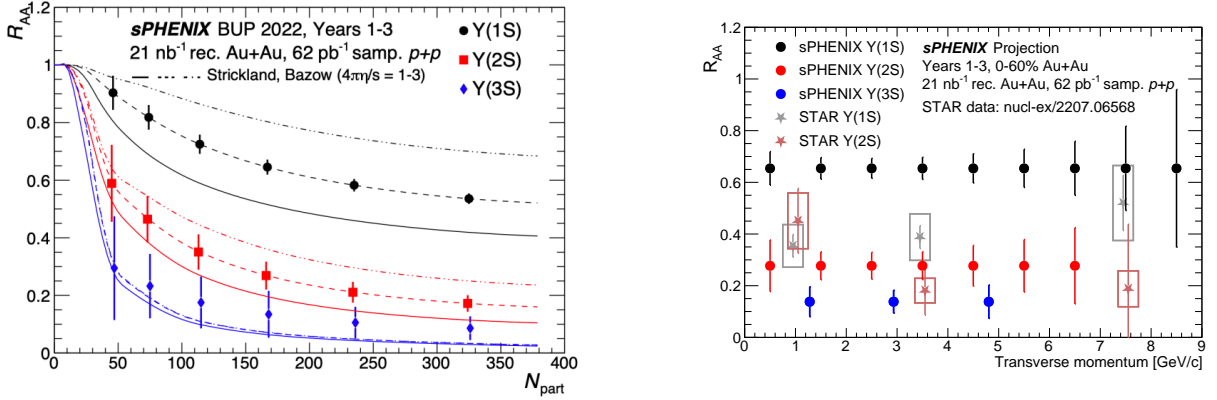 R_AA
1.2
1
0.8
0.6
0.4
0.2
0
0 50 100 150 200 250 300 350 400
N_part
sPHENIX BUP 2022, Years 1-3
21 nb⁻¹ rec. Au+Au, 62 pb⁻¹ samp. p+p
Strickland, Bazow (4πη/s = 1-3)
Υ(1S)
Υ(2S)
Υ(3S)
R_AA
1.2
1
0.8
0.6
0.4
0.2
0
0 1 2 3 4 5 6 7 8 9
Transverse momentum [GeV/c]
sPHENIX Υ(1S)
sPHENIX Υ(2S)
sPHENIX Υ(3S)
STAR Υ(1S)
STAR Υ(2S)
sPHENIX Projection
Years 1-3, 0-60% Au+Au
21 nb⁻¹ rec. Au+Au, 62 pb⁻¹ samp. p+p
STAR data: nucl-ex/2207.06568